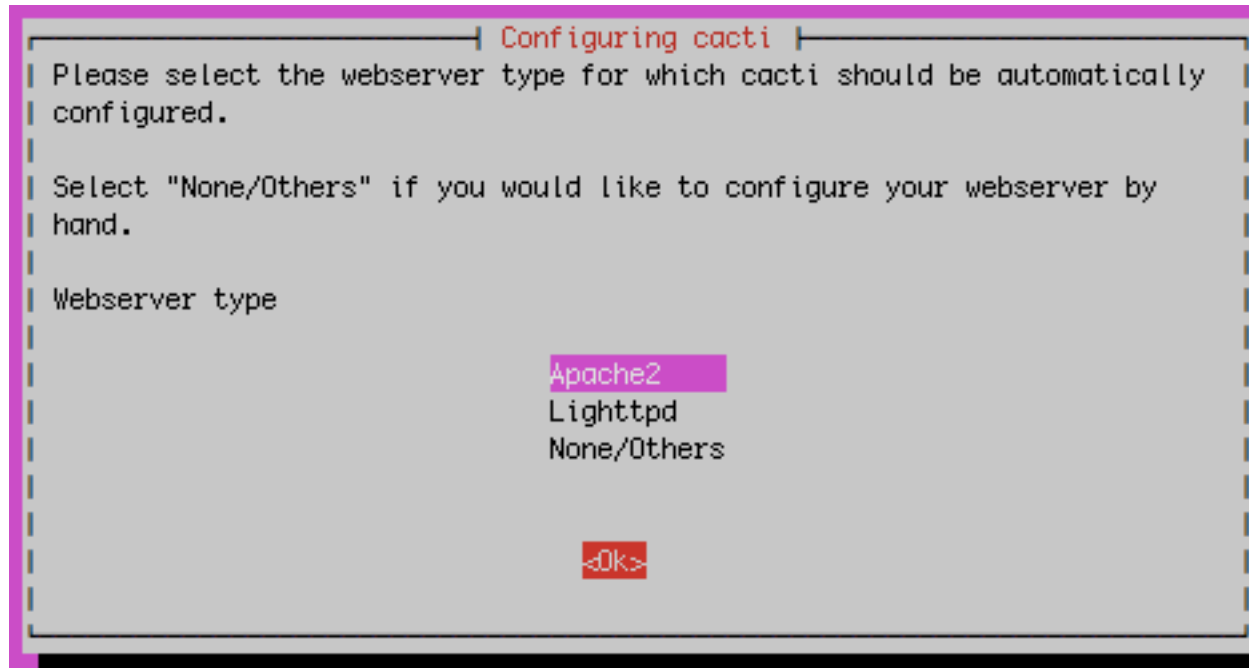 Configuring cacti
Please select the webserver type for which cacti should be automatically
configured.
Select "None/Others" if you would like to configure your webserver by
hand.
Webserver type
Apache2
Lighttpd
None/Others
<Ok>